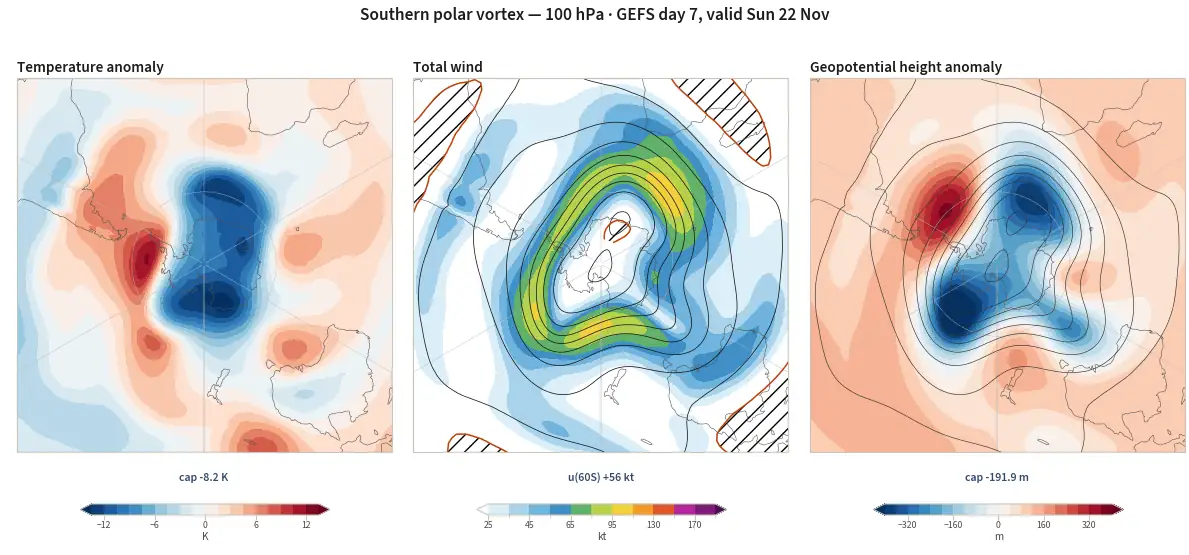 Southern polar vortex — 100 hPa · GEFS day 7, valid Sun 22 Nov
Temperature anomaly
Total wind
Geopotential height anomaly
cap -8.2 K
u(60S) +56 kt
cap -191.9 m
−12 −6 0 6 12
K
25 45 65 95 130 170
kt
−320 −160 0 160 320
m